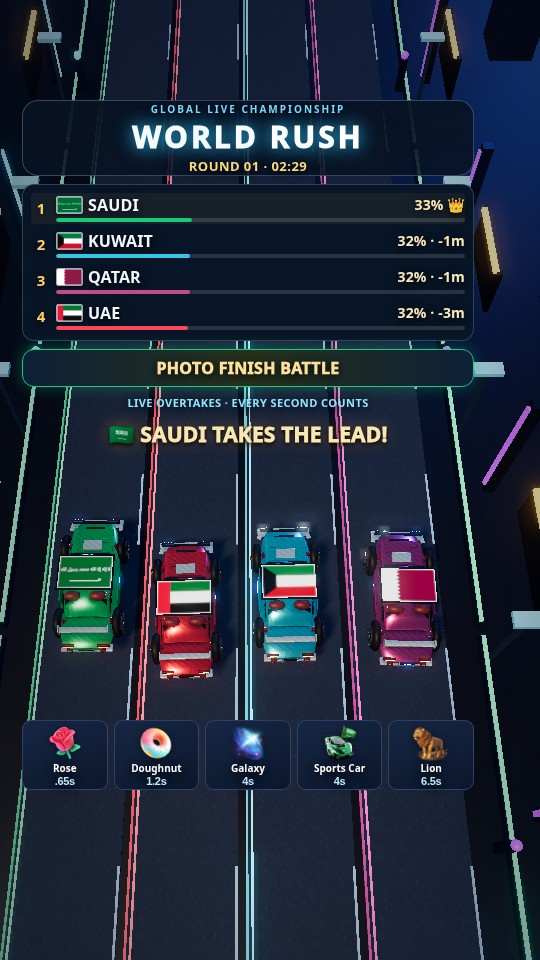 GLOBAL LIVE CHAMPIONSHIP
WORLD RUSH
ROUND 01 · 02:29
1 SAUDI 33% 👑
2 KUWAIT 32% · -1m
3 QATAR 32% · -1m
4 UAE 32% · -3m
PHOTO FINISH BATTLE
LIVE OVERTAKES · EVERY SECOND COUNTS
🇸🇦 SAUDI TAKES THE LEAD!
Rose
.65s
Doughnut
1.2s
Galaxy
4s
Sports Car
4s
Lion
6.5s